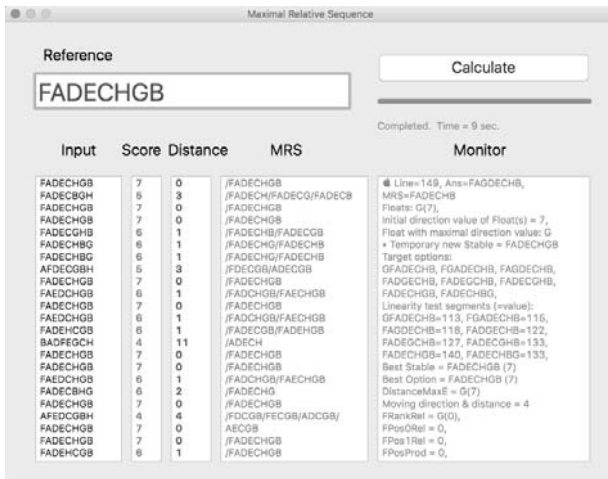 Maximal Relative Sequence
Reference
Calculate
FADECHGB
Completed. Time = 9 sec.
Input Score Distance MRS Monitor
FADECHGB 7 0 /FADECHGB Line=149, Ans=FAGDECHB,
FADECBGH 5 3 /FADECH/FADECG/FADECB MRS=FADECHB
FADECHGB 7 0 /FADECHGB Floats: G(7),
FADECHGB 7 0 /FADECHGB Initial direction value of Float(s) = 7,
FADECGHB 6 1 /FADECHB/FADECGB Float with maximal direction value: G
FADECHBG 6 1 /FADECHG/FADECHB • Temporary new Stable = FADECHGB
FADECHBG 6 1 /FADECHG/FADECHB Target options:
AFDECGBH 5 3 /FDECGB/ADECGB GFADECHB, FGADECHB, FAGDECHB,
FADECHGB 7 0 /FADECHGB FADGECHB, FADEGCHB, FADECGHB,
FAEDCHGB 6 1 /FADCHGB/FAECHGB FADECHGB, FADECHBG,
FADECHGB 7 0 /FADECHGB Linearity test segments (=value):
FAEDCHGB 6 1 /FADCHGB/FAECHGB GFADECHB=113, FGADECHB=115,
FADEHCGB 6 1 /FADECGB/FADEHGB FAGDECHB=118, FADGECHB=122,
BADFEGCH 4 11 /ADECH FADEGCHB=127, FADECGHB=133,
FADECHGB 7 0 /FADECHGB FADECHGB=140, FADECHBG=133,
FADECHGB 7 0 /FADECHGB Best Stable = FADECHGB (7)
FAEDCHGB 6 1 /FADCHGB/FAECHGB Best Option = FADECHGB (7)
FADECBHG 6 2 /FADECHG DistanceMaxE = G(7)
FADECHGB 7 0 /FADECHGB Moving direction & distance = 4
AFEDCGBH 4 4 /FDCGB/FECGB/ADCGB/ FRankRel = G(0),
FADECHGB 7 0 AECGB FPos0Rel = 0,
FADECHGB 7 0 /FADECHGB FPos1Rel = 0,
FADEHCGB 6 1 /FADECHGB FPosProd = 0,